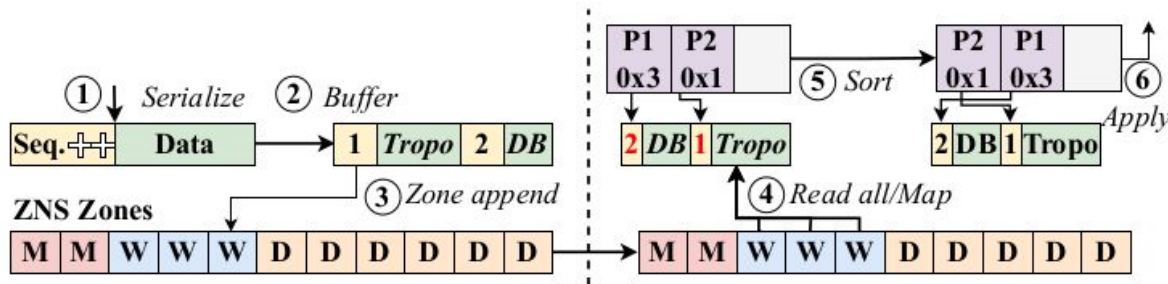 ① Serialize ② Buffer
Seq.++ Data
1 Tropo 2 DB
③ Zone append
ZNS Zones
M M W W W D D D D D D
P1 P2
0x3 0x1
⑤ Sort
P2 P1
0x1 0x3
⑥
Apply
2 DB 1 Tropo
2 DB 1 Tropo
④ Read all/Map
M M W W W D D D D D